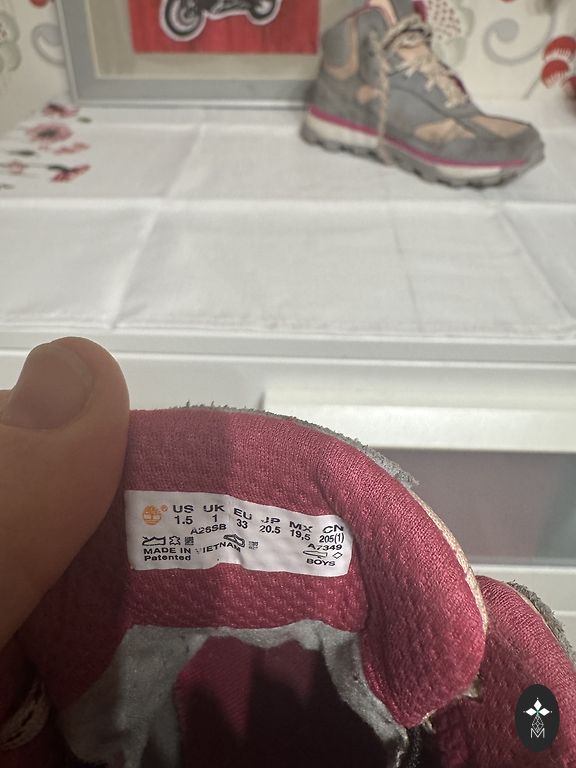 US UK EU JP MX CN
1.5 1 33 20.5 19.5 205(1)
A26SB A7349
MADE IN VIETNAM
Patented BOYS
M